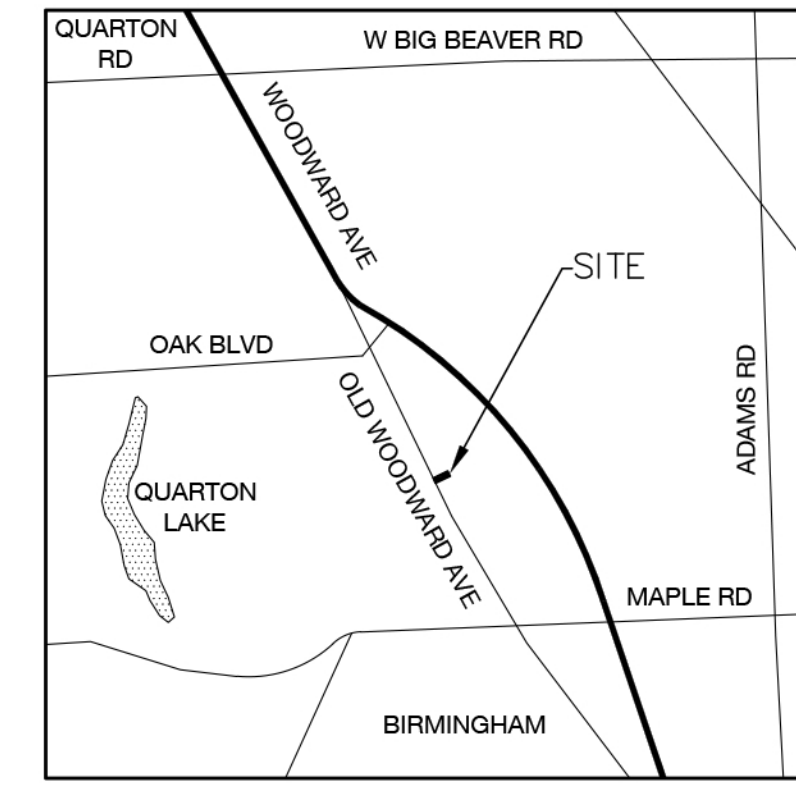 QUARTON
RD
W BIG BEAVER RD
WOODWARD AVE
SITE
OAK BLVD
OLD WOODWARD AVE
ADAMS RD
QUARTON
LAKE
MAPLE RD
BIRMINGHAM